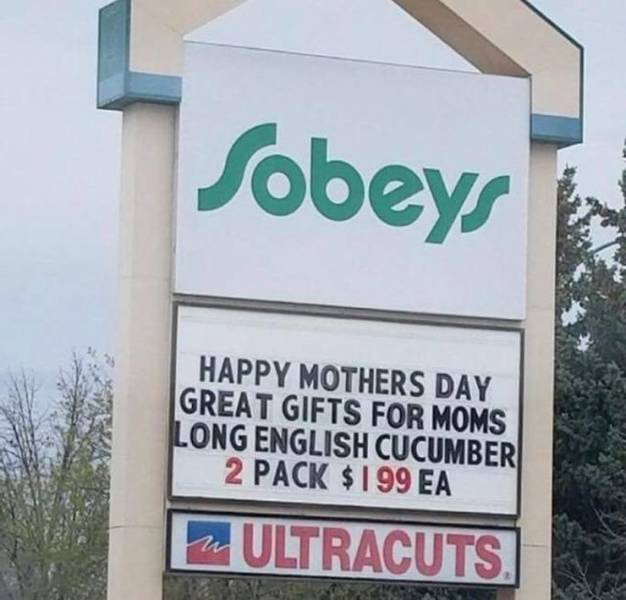 Sobeys
HAPPY MOTHERS DAY
GREAT GIFTS FOR MOMS
LONG ENGLISH CUCUMBER
2 PACK $1 99 EA
ULTRACUTS